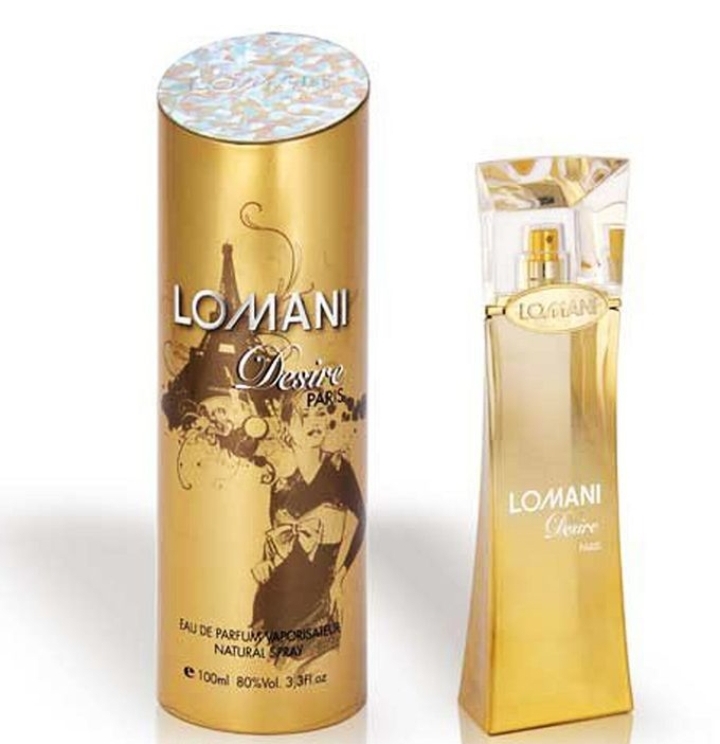 LOMANI
LOMANI
Desire
PARIS
EAU DE PARFUM VAPORISATEUR
NATURAL SPRAY
e 100ml 80%Vol. 3,3fl.oz
LOMANI
LOMANI
Desire
PARIS